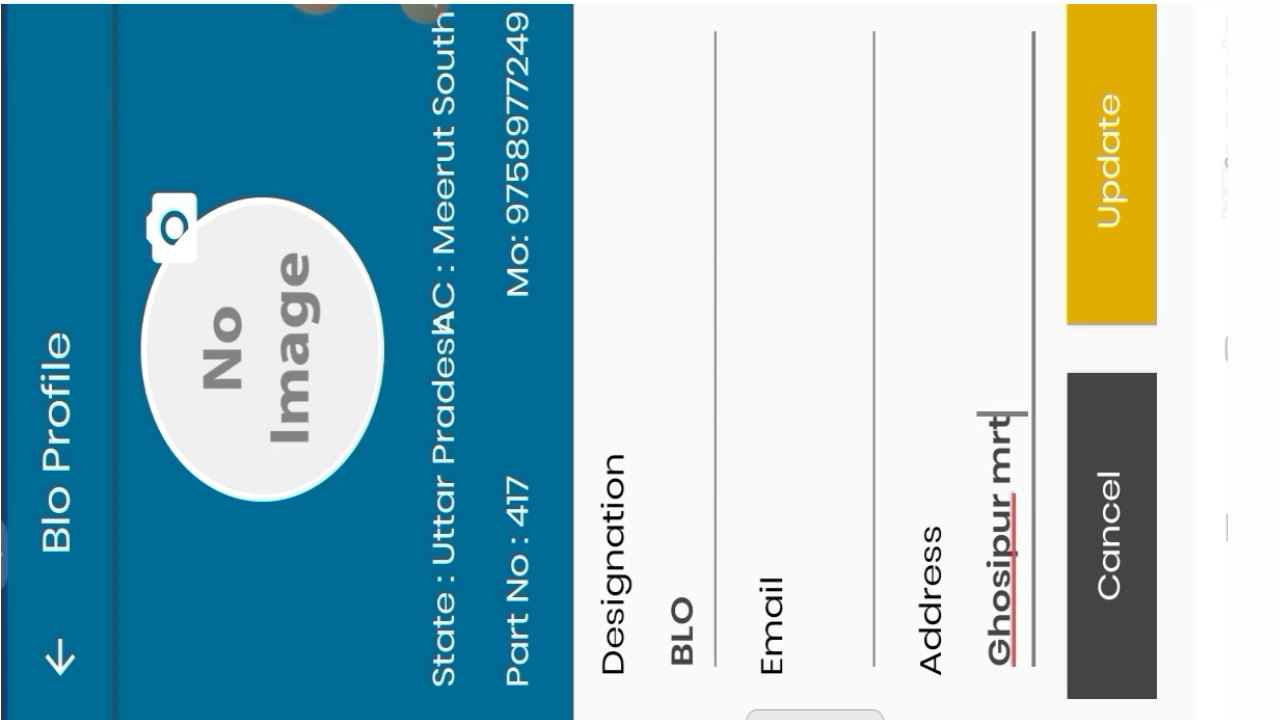 Blo Profile
No
Image
State : Uttar Pradesh
AC : Meerut South
Part No : 417
Mo: 9758977249
Designation
BLO
Email
Address
Ghosipur mrt
Cancel
Update